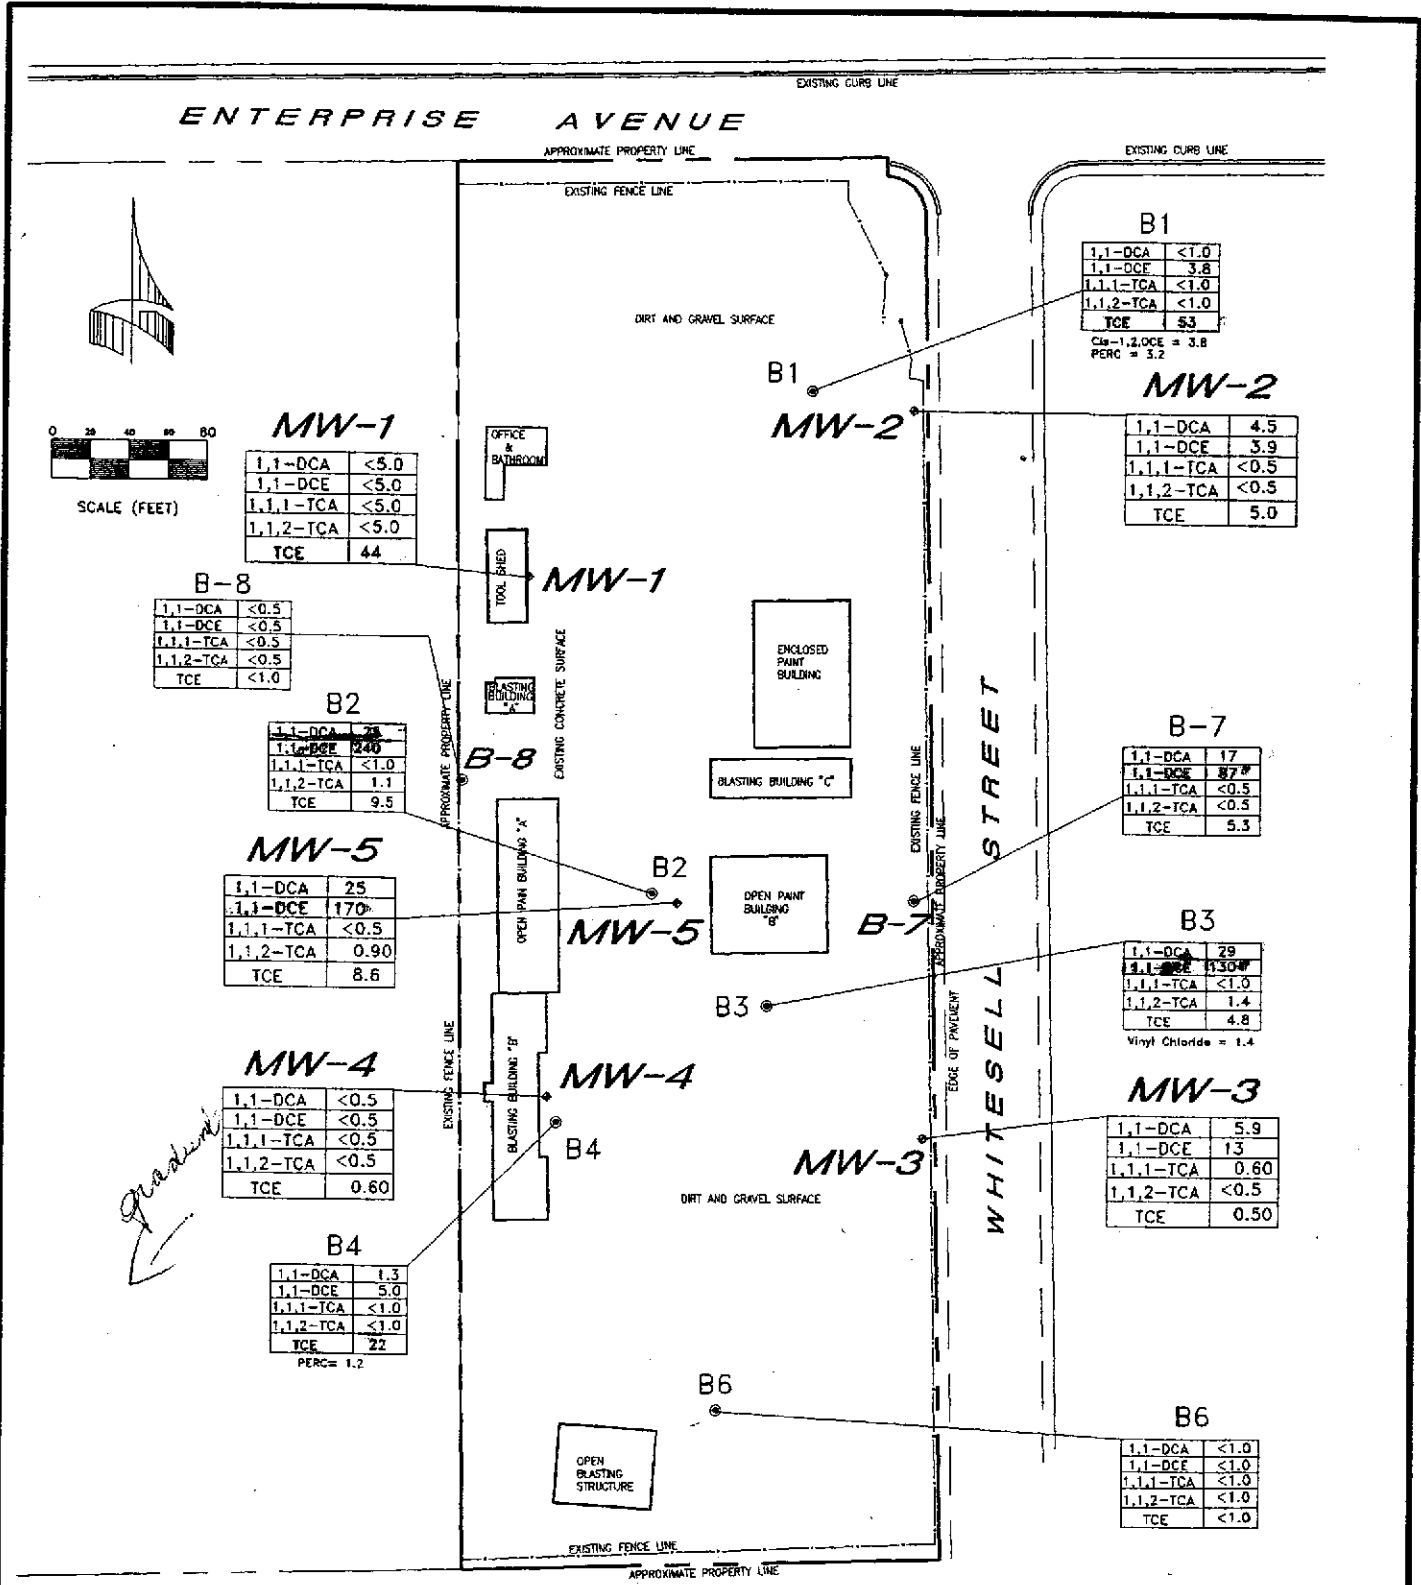 EXISTING CURB LINE
ENTERPRISE AVENUE
APPROXIMATE PROPERTY LINE
EXISTING CURB LINE
EXISTING FENCE LINE
B1
1,1-DCA <1.0
1,1-DCE 3.8
1,1,1-TCA <1.0
1,1,2-TCA <1.0
TCE 53
Cis-1,2,DCE = 3.8
PERC = 3.2
DIRT AND GRAVEL SURFACE
B1
MW-2
MW-2
1,1-DCA 4.5
1,1-DCE 3.9
1,1,1-TCA <0.5
1,1,2-TCA <0.5
TCE 5.0
0 20 40 60 80
SCALE (FEET)
MW-1
1,1-DCA <5.0
1,1-DCE <5.0
1,1,1-TCA <5.0
1,1,2-TCA <5.0
TCE 44
OFFICE
&
BATHROOM
TOOL SHED
MW-1
B-8
1,1-DCA <0.5
1,1-DCE <0.5
1,1,1-TCA <0.5
1,1,2-TCA <0.5
TCE <1.0
EXISTING CONCRETE SURFACE
ENCLOSED
PAINT
BUILDING
BLASTING
BUILDING
"A"
APPROXIMATE PROPERTY LINE
B2
1,1-DCA
1,1-DCE 240
1,1,1-TCA <1.0
1,1,2-TCA 1.1
TCE 9.5
B-8
BLASTING BUILDING "C"
EXISTING FENCE LINE
WHITESELL STREET
B-7
1,1-DCA 17
1,1-DCE 87
1,1,1-TCA <0.5
1,1,2-TCA <0.5
TCE 5.3
MW-5
1,1-DCA 25
1,1-DCE 170
1,1,1-TCA <0.5
1,1,2-TCA 0.90
TCE 8.6
OPEN PAIN BUILDING "A"
B2
MW-5
OPEN PAINT
BUILGING
"B"
B-7
APPROXIMATE PROPERTY LINE
B3
1,1-DCA 29
1,1-DCE 130
1,1,1-TCA <1.0
1,1,2-TCA 1.4
TCE 4.8
Vinyl Chloride = 1.4
B3
EDGE OF PAVEMENT
MW-4
1,1-DCA <0.5
1,1-DCE <0.5
1,1,1-TCA <0.5
1,1,2-TCA <0.5
TCE 0.60
EXISTING FENCE LINE
BLASTING BUILDING "B"
MW-4
B4
MW-3
MW-3
1,1-DCA 5.9
1,1-DCE 13
1,1,1-TCA 0.60
1,1,2-TCA <0.5
TCE 0.50
gradient
DIRT AND GRAVEL SURFACE
B4
1,1-DCA 1.3
1,1-DCE 5.0
1,1,1-TCA <1.0
1,1,2-TCA <1.0
TCE 22
PERC= 1.2
B6
OPEN
BLASTING
STRUCTURE
B6
1,1-DCA <1.0
1,1-DCE <1.0
1,1,1-TCA <1.0
1,1,2-TCA <1.0
TCE <1.0
EXISTING FENCE LINE
APPROXIMATE PROPERTY LINE